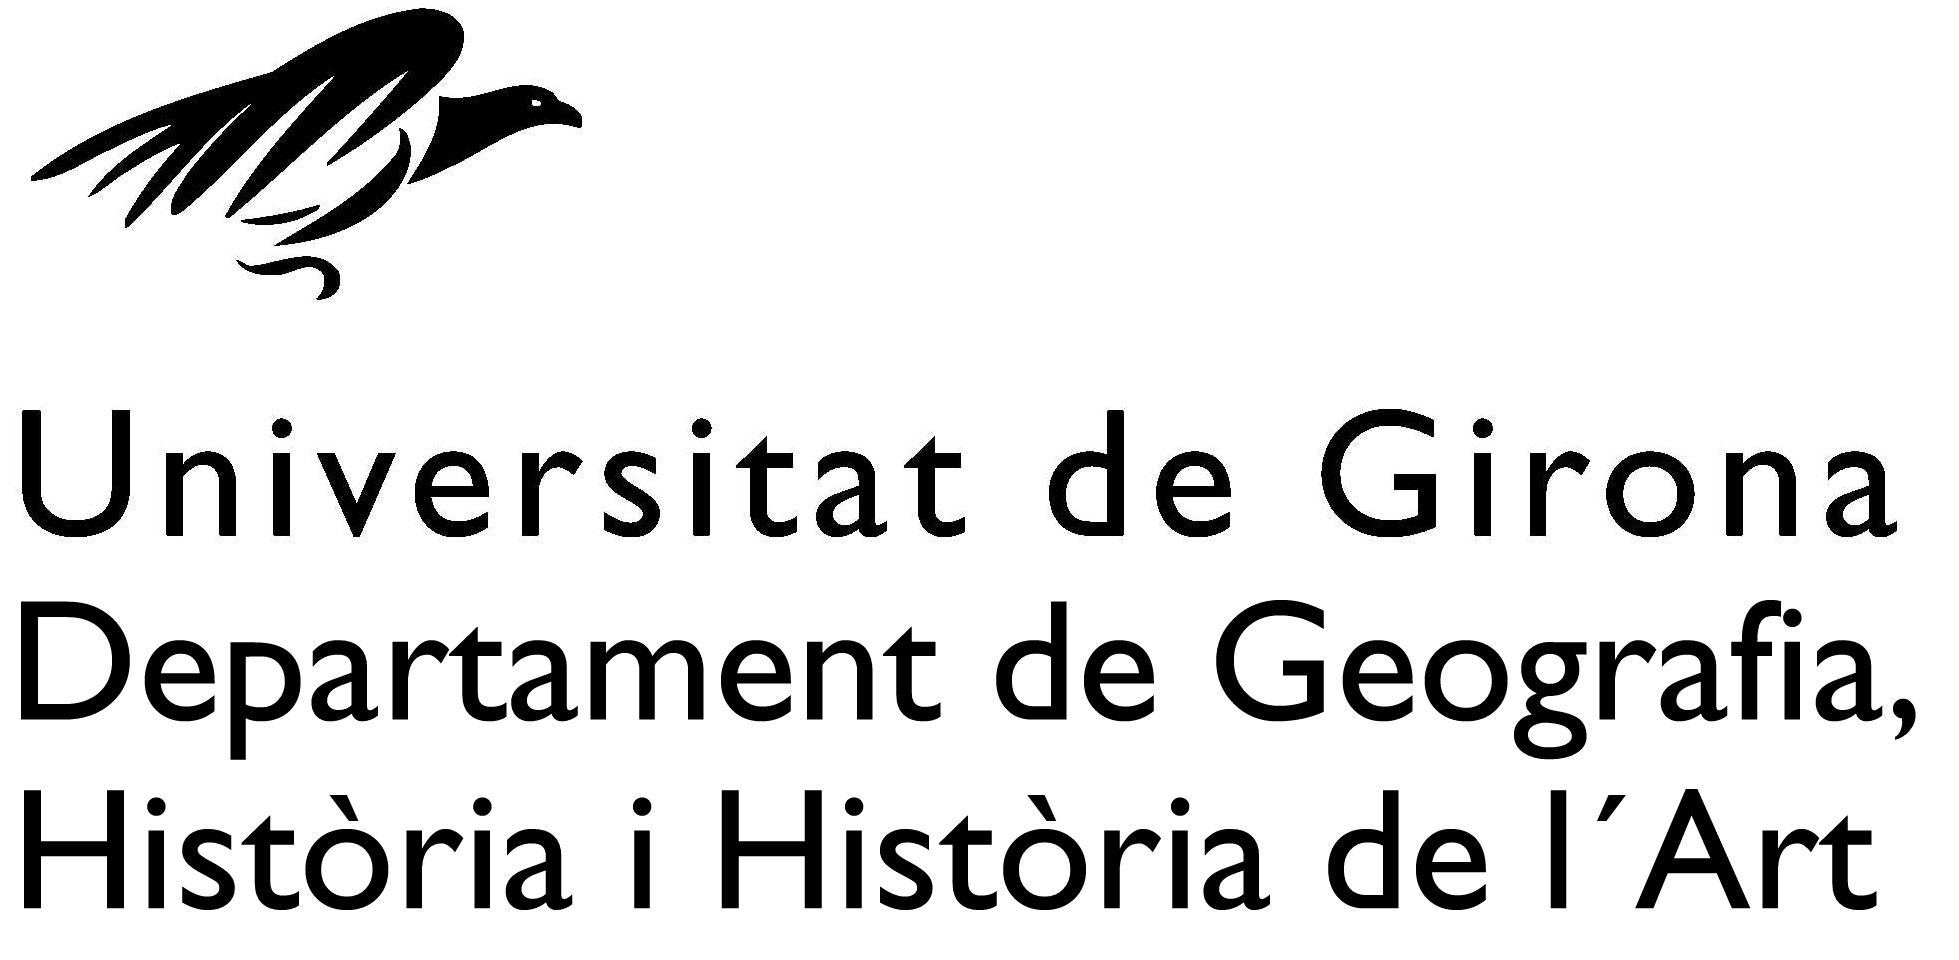 Universitat de Girona
Departament de Geografia,
Història i Història de l´Art